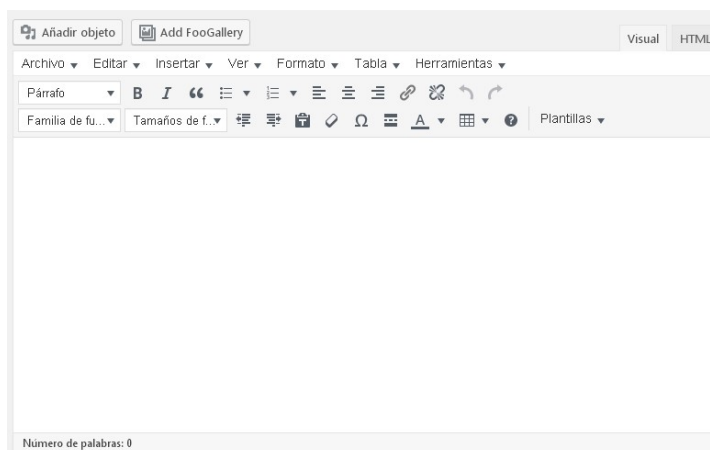 Añadir objeto Add FooGallery Visual HTML
Archivo Editar Insertar Ver Formato Tabla Herramientas
Párrafo B I
Familia de fu... Tamaños de f... Ω A Plantillas
Número de palabras: 0